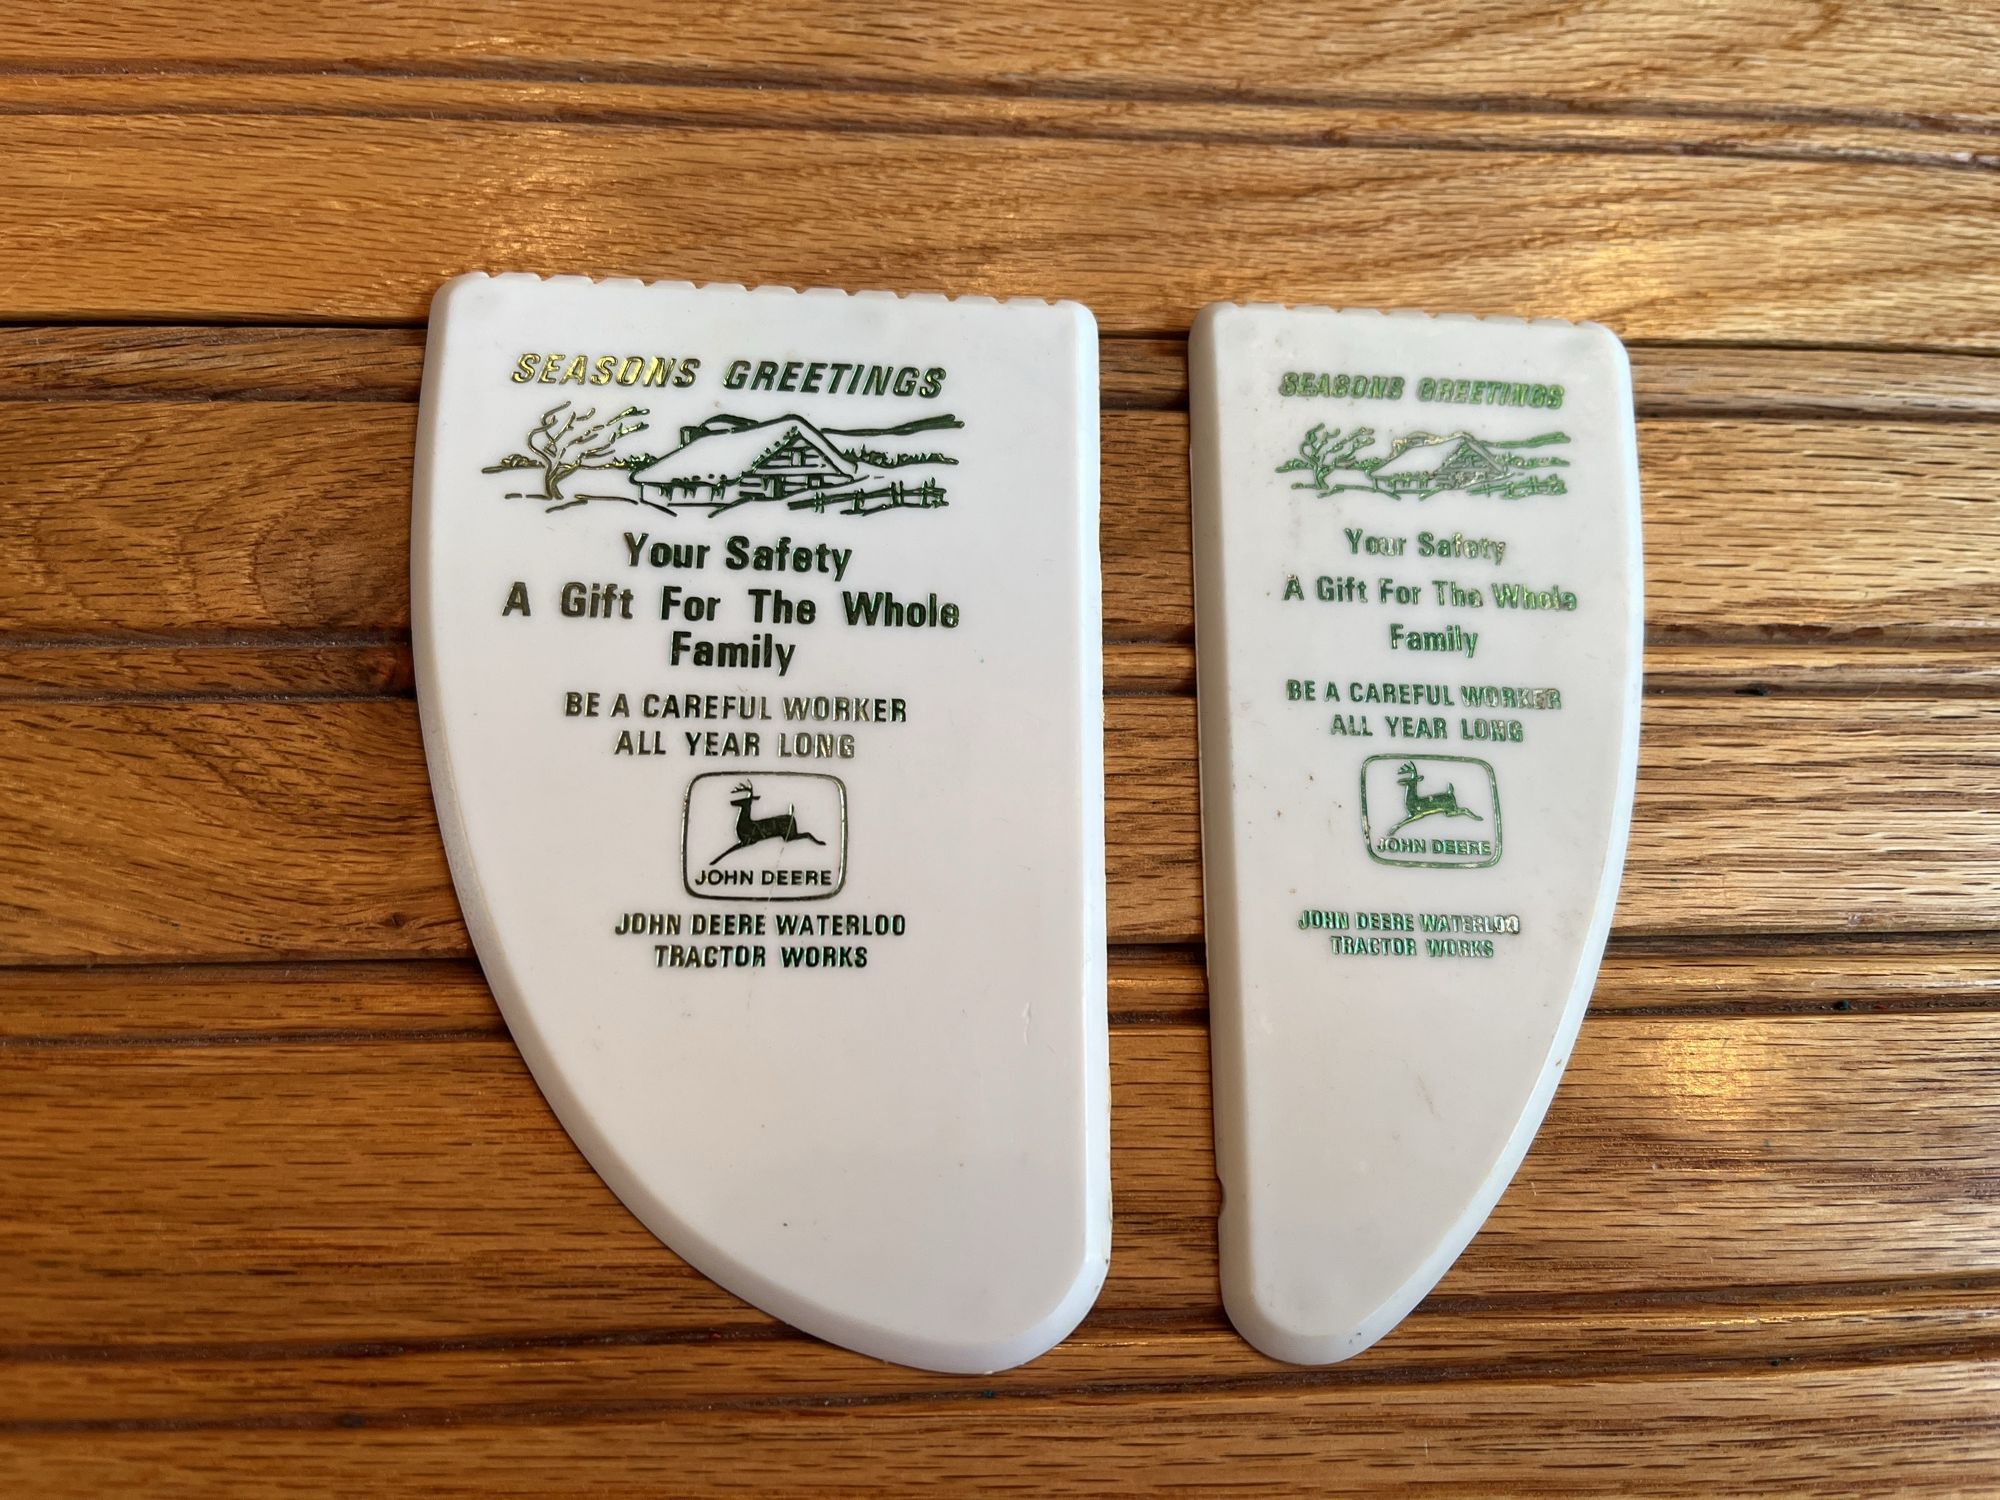 SEASONS GREETINGS
Your Safety
A Gift For The Whole
Family
BE A CAREFUL WORKER
ALL YEAR LONG
JOHN DEERE
JOHN DEERE WATERLOO
TRACTOR WORKS
SEASONS GREETINGS
Your Safety
A Gift For The Whole
Family
BE A CAREFUL WORKER
ALL YEAR LONG
JOHN DEERE
JOHN DEERE WATERLOO
TRACTOR WORKS